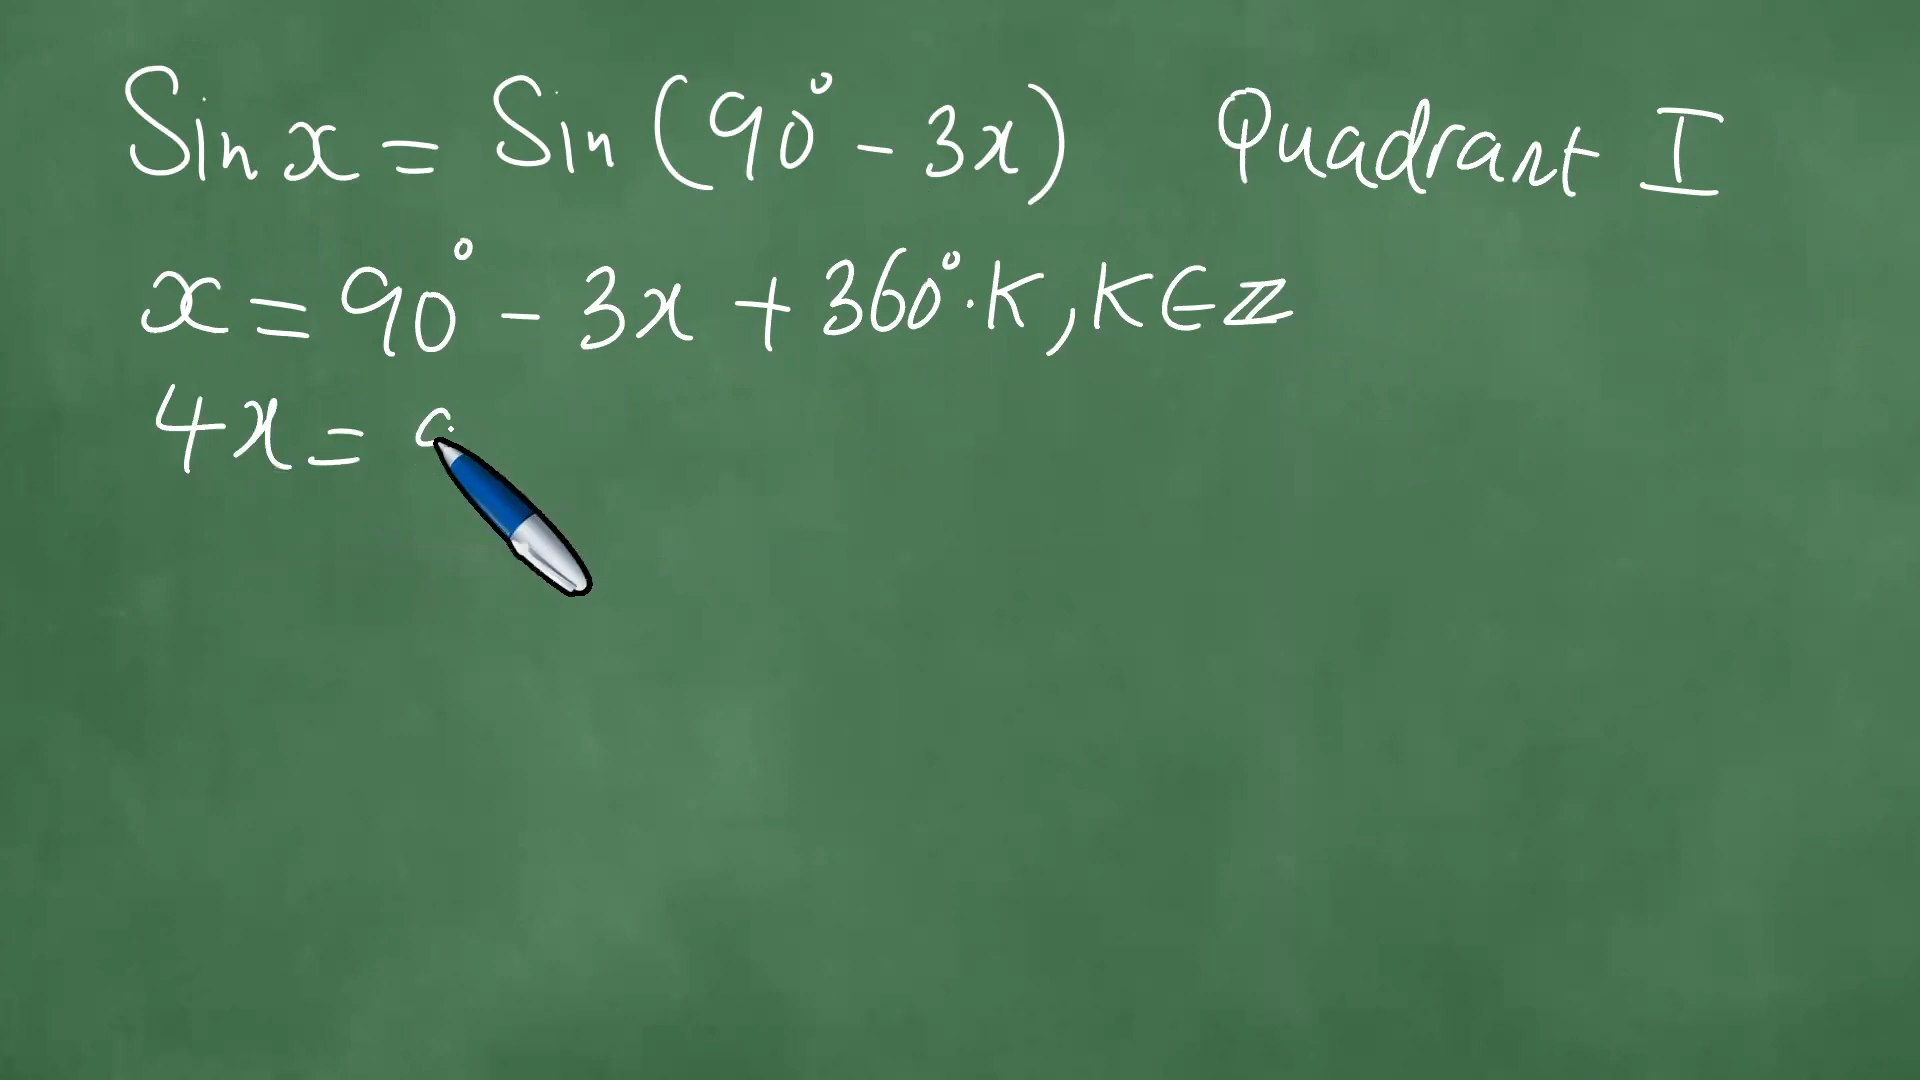 Sin x = Sin (90° - 3x) Quadrant I
x = 90° - 3x + 360°·K, K ∈ ℤ
4x =